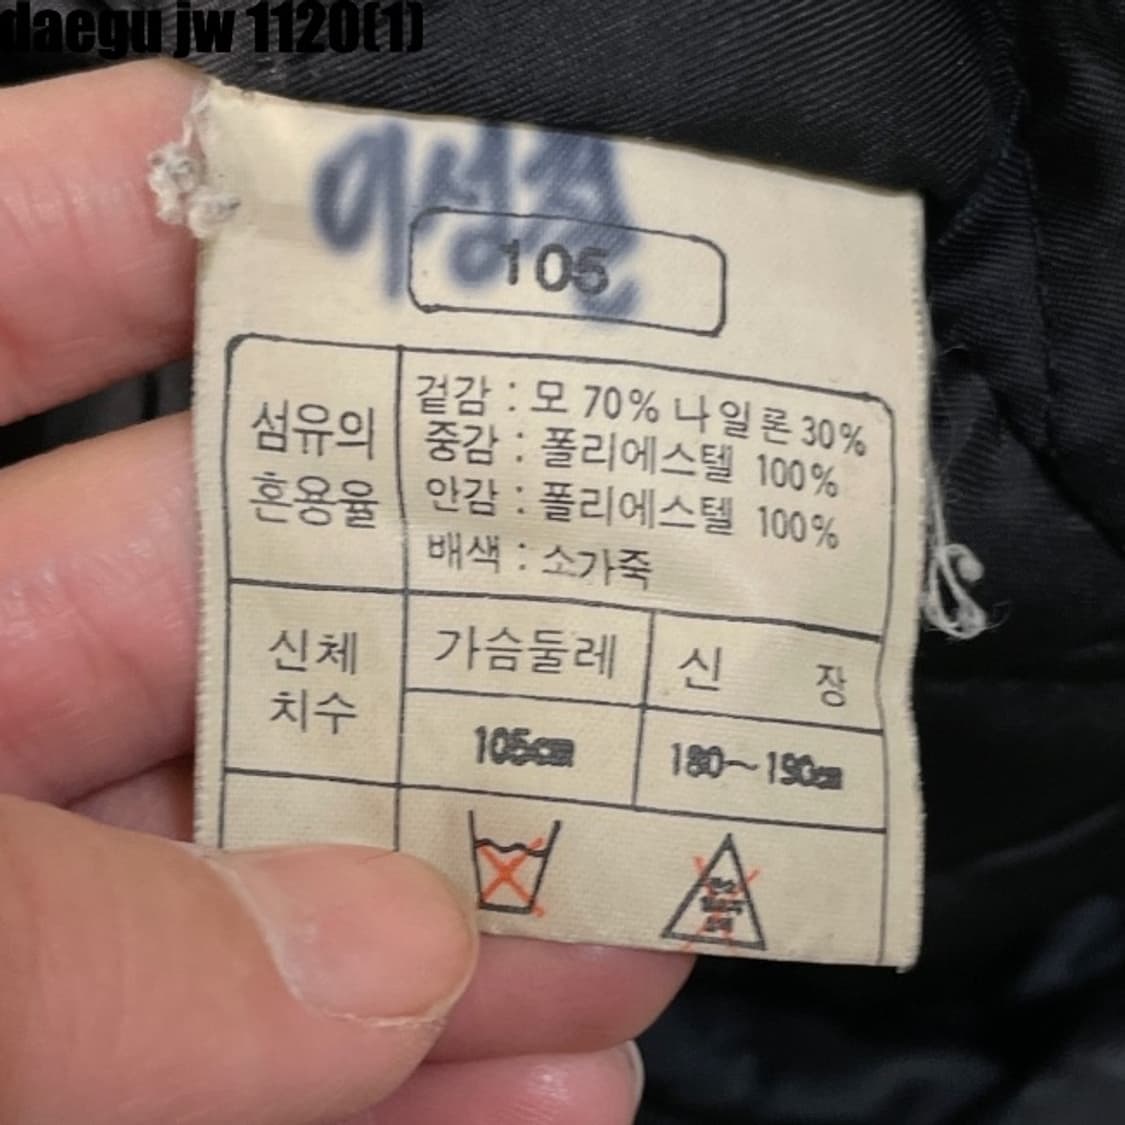 daegu jw 1120(1)
105
섬유의
혼용율
겉감 : 모 70% 나일론 30%
중감 : 폴리에스텔 100%
안감 : 폴리에스텔 100%
배색 : 소가죽
신체
치수
가슴둘레
신 장
105cm
180~190cm